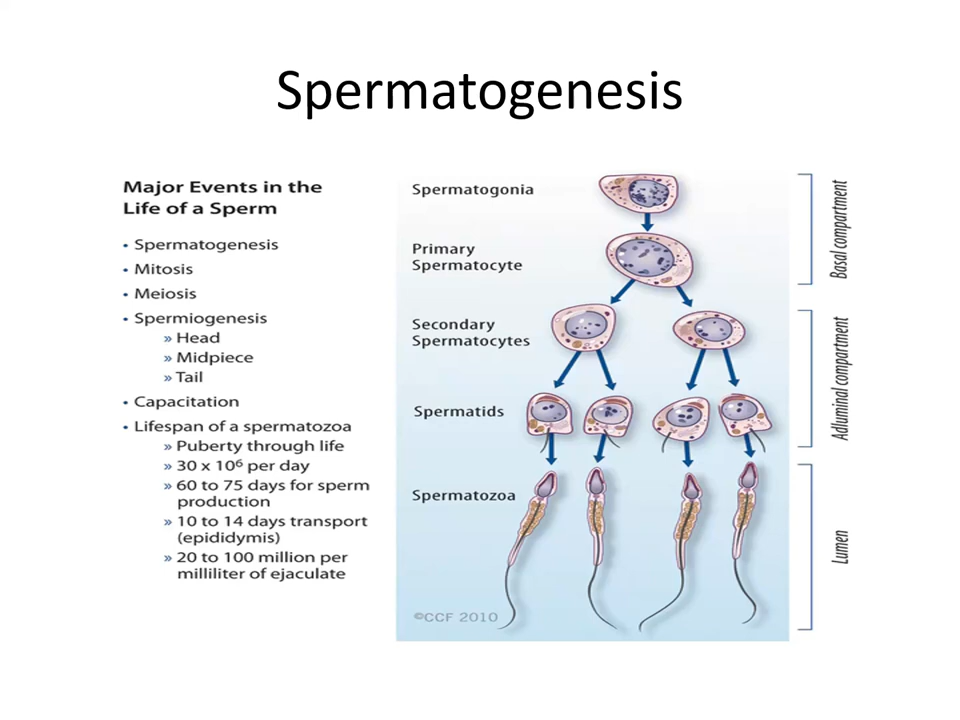 Spermatogenesis
Major Events in the
Life of a Sperm
• Spermatogenesis
• Mitosis
• Meiosis
• Spermiogenesis
» Head
» Midpiece
» Tail
• Capacitation
• Lifespan of a spermatozoa
» Puberty through life
» 30 x 10⁶ per day
» 60 to 75 days for sperm
production
» 10 to 14 days transport
(epididymis)
» 20 to 100 million per
milliliter of ejaculate
Spermatogonia
Primary
Spermatocyte
Secondary
Spermatocytes
Spermatids
Spermatozoa
©CCF 2010
Basal compartment
Adluminal compartment
Lumen